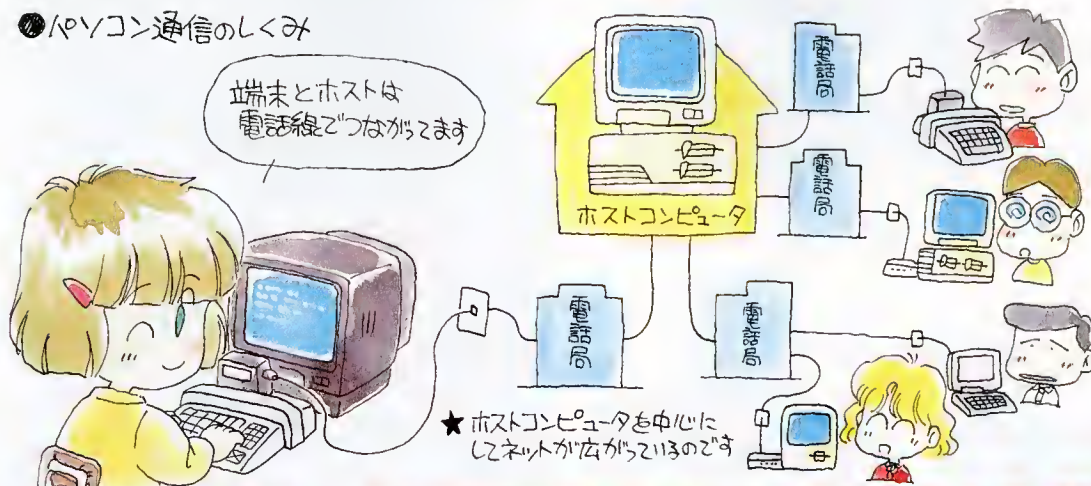 ●パソコン通信のしくみ
端末とホストは
電話線でつながってます
ホストコンピュータ
電話局
電話局
電話局
電話局
★ホストコンピュータを中心に
してネットが広がっているのです